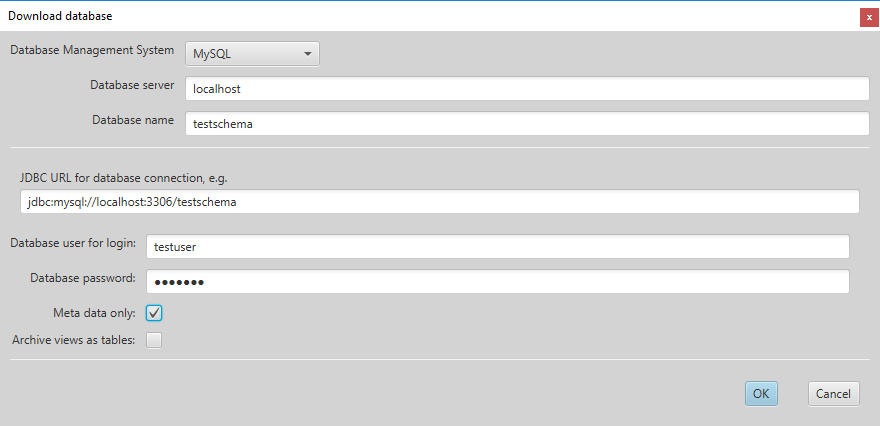 Download database
x
Database Management System MySQL
Database server localhost
Database name testschema
JDBC URL for database connection, e.g.
jdbc:mysql://localhost:3306/testschema
Database user for login: testuser
Database password: •••••••
Meta data only:
Archive views as tables:
OK Cancel